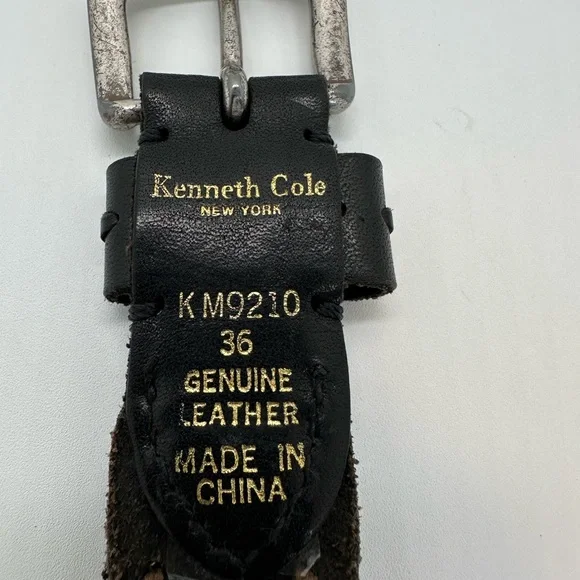 Kenneth Cole
NEW YORK
KM9210
36
GENUINE
LEATHER
MADE IN
CHINA